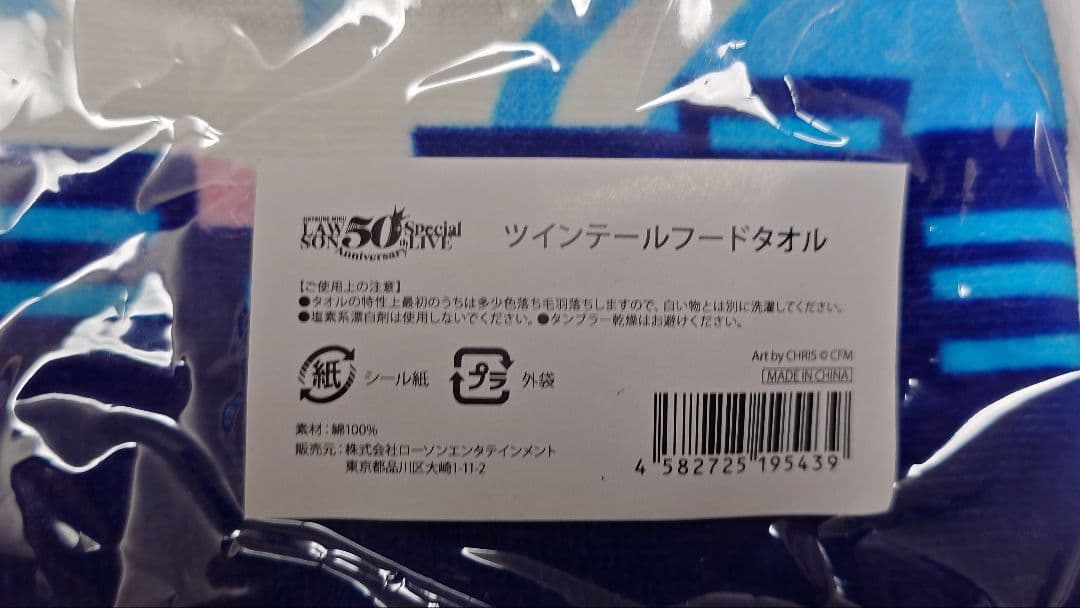 HATSUNE MIKU
LAWSON 50th Anniversary Special LIVE
ツインテールフードタオル
【ご使用上の注意】
●タオルの特性上最初のうちは多少色落ち毛羽落ちしますので、白い物とは別に洗濯してください。
●塩素系漂白剤は使用しないでください。●タンブラー乾燥はお避けください。
紙 シール紙 プラ 外袋
Art by CHRIS © CFM
MADE IN CHINA
素材：綿100%
販売元：株式会社ローソンエンタテインメント
東京都品川区大崎1-11-2
4 582725 195439